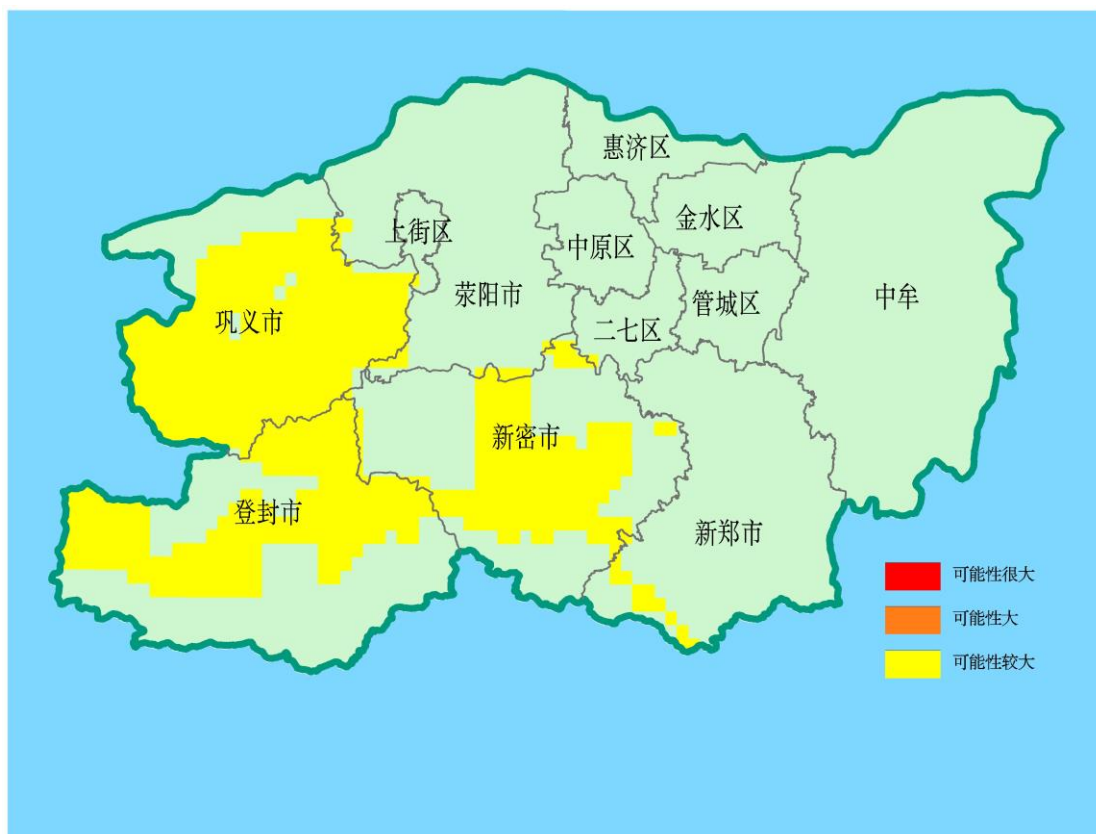 惠济区
金水区
上街区
中原区
荥阳市
中牟
管城区
巩义市
二七区
新密市
登封市
新郑市
可能性很大
可能性大
可能性较大